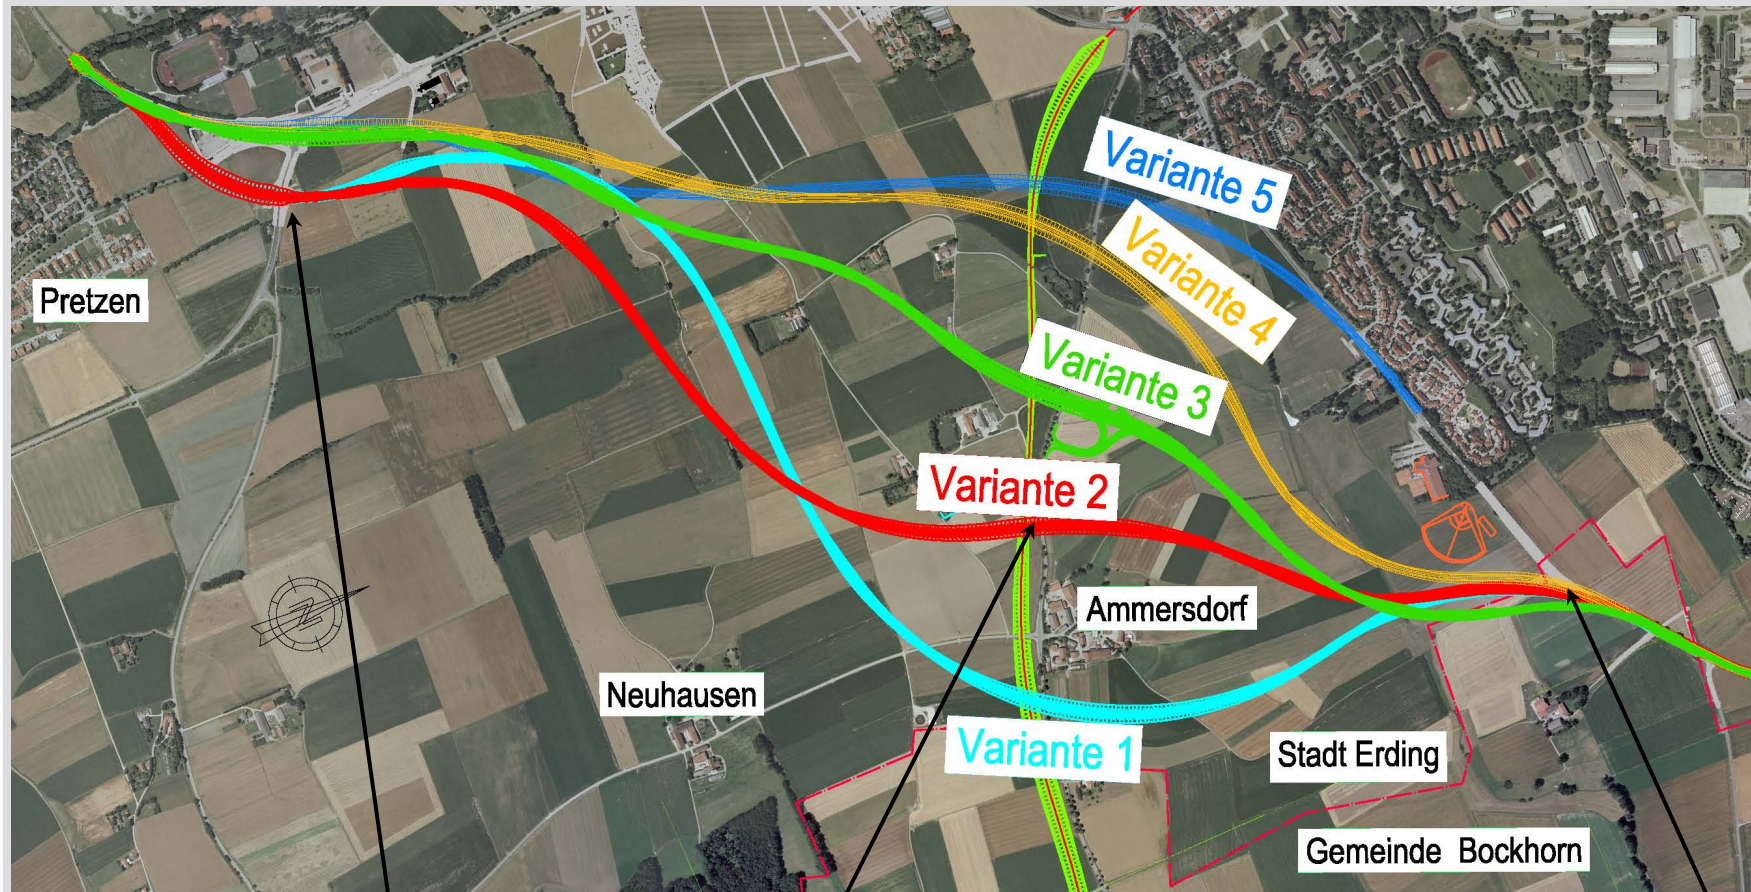 Variante 5
Variante 4
Pretzen
Variante 3
Variante 2
Ammersdorf
Neuhausen
Variante 1
Stadt Erding
Gemeinde Bockhorn